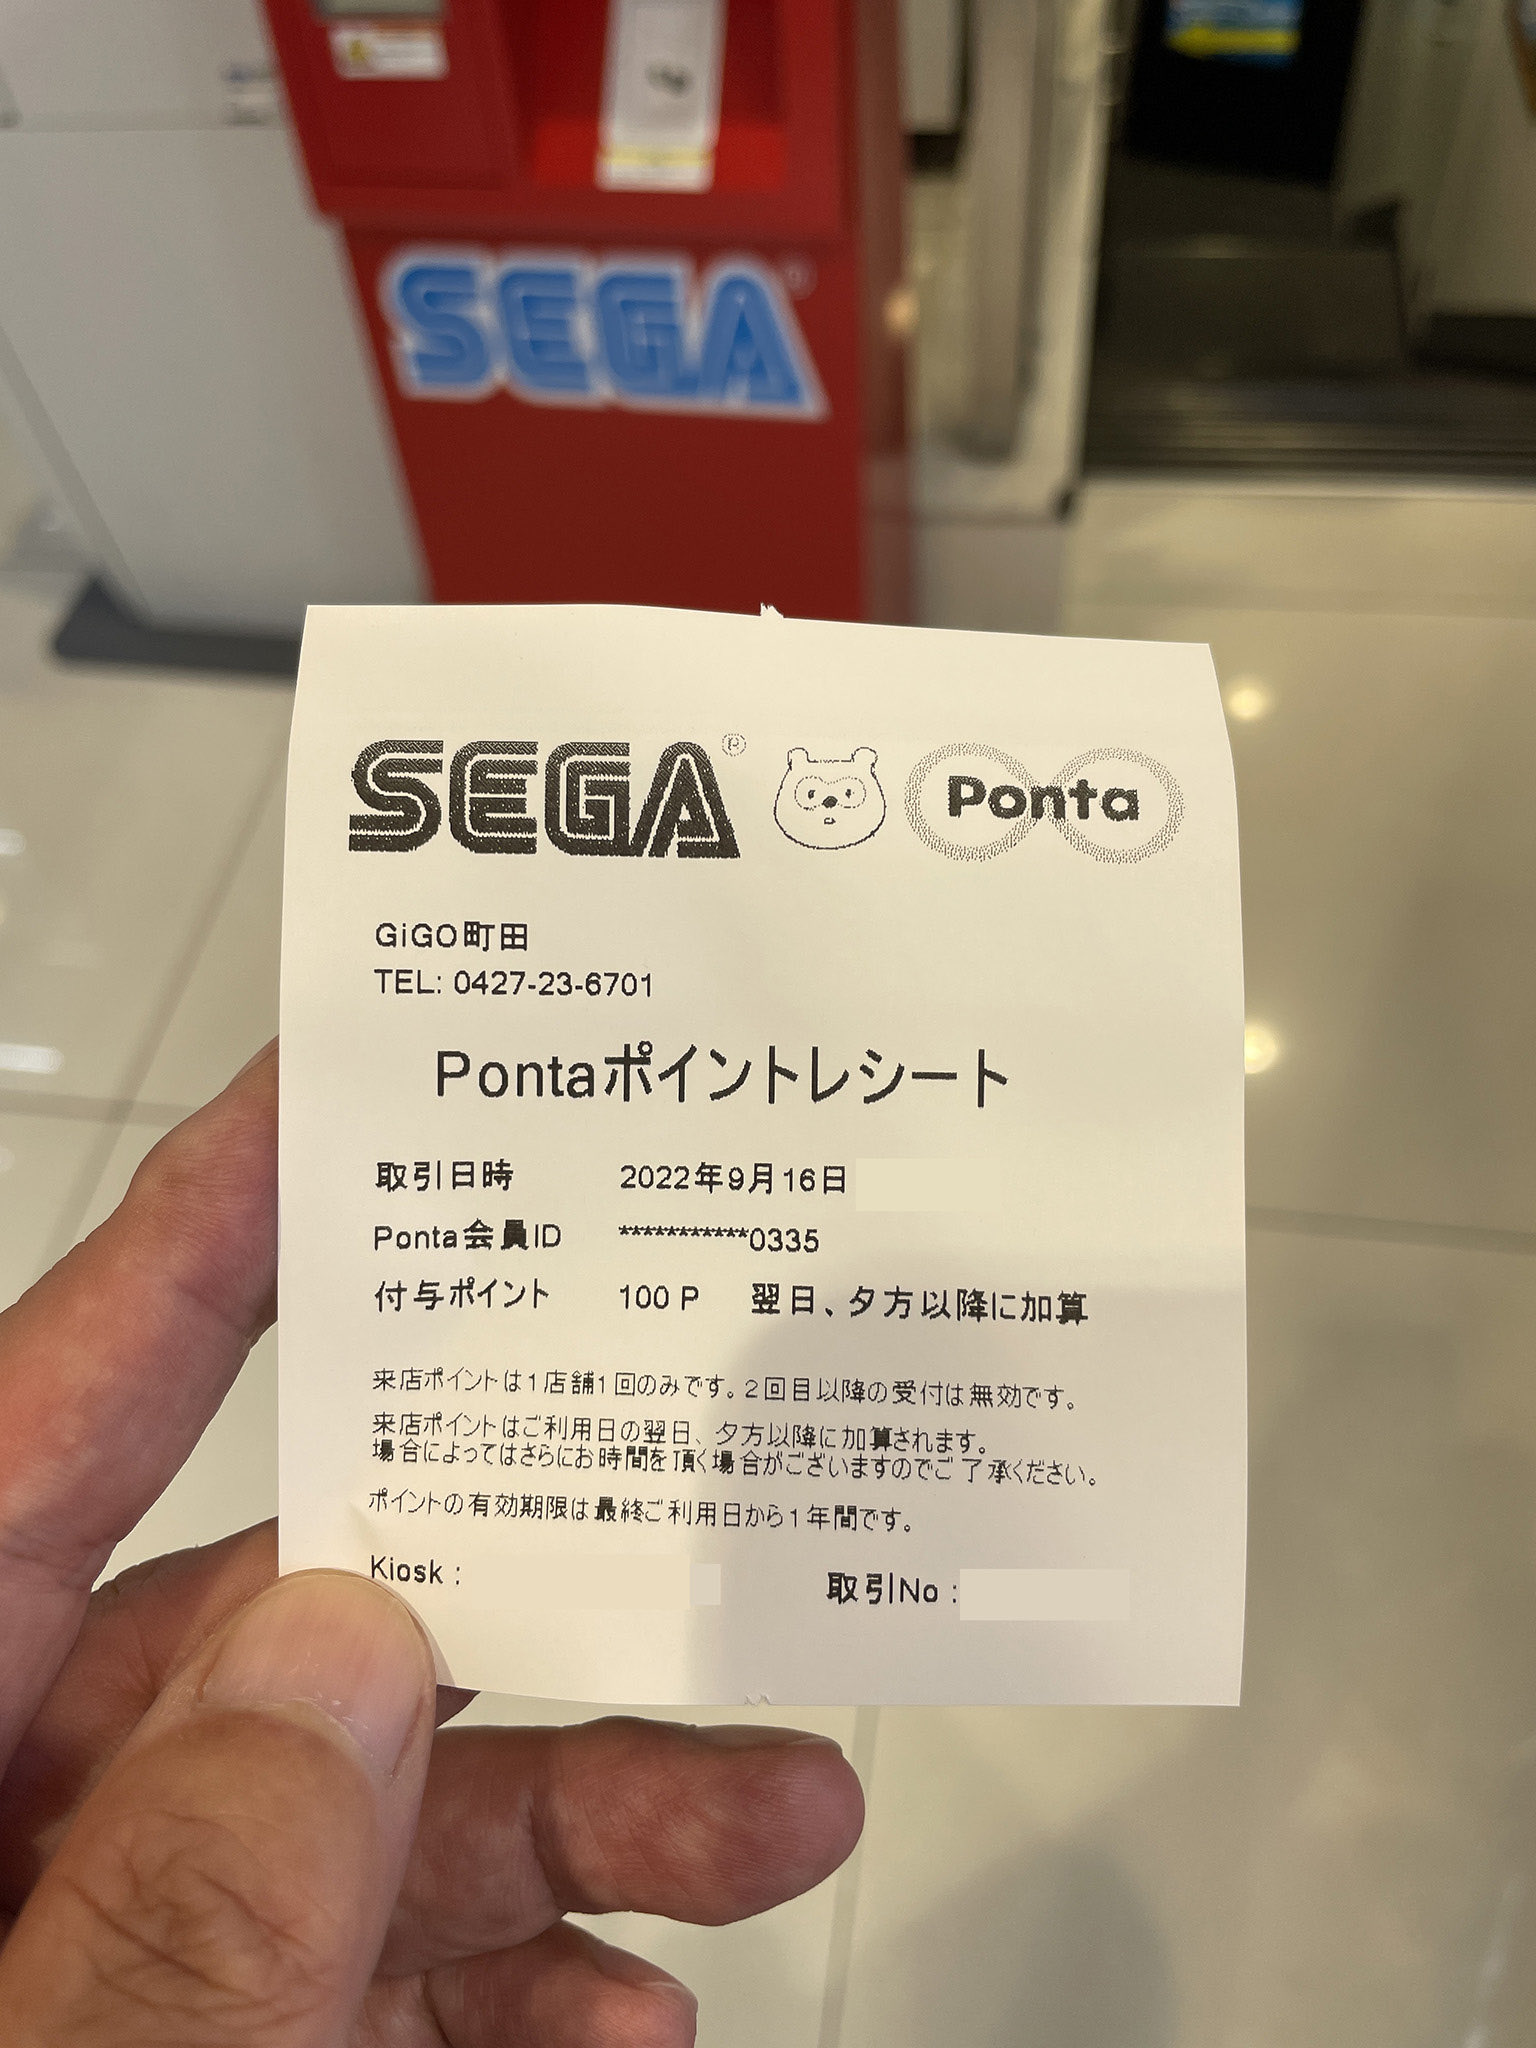 SEGA
SEGA
Ponta
GiGO町田
TEL: 0427-23-6701
Pontaポイントレシート
取引日時 2022年9月16日
Ponta会員ID ***********0335
付与ポイント 100 P 翌日、夕方以降に加算
来店ポイントは1店舗1回のみです。2回目以降の受付は無効です。
来店ポイントはご利用日の翌日、夕方以降に加算されます。
場合によってはさらにお時間を頂く場合がございますのでご了承ください。
ポイントの有効期限は最終ご利用日から1年間です。
Kiosk : 取引No :